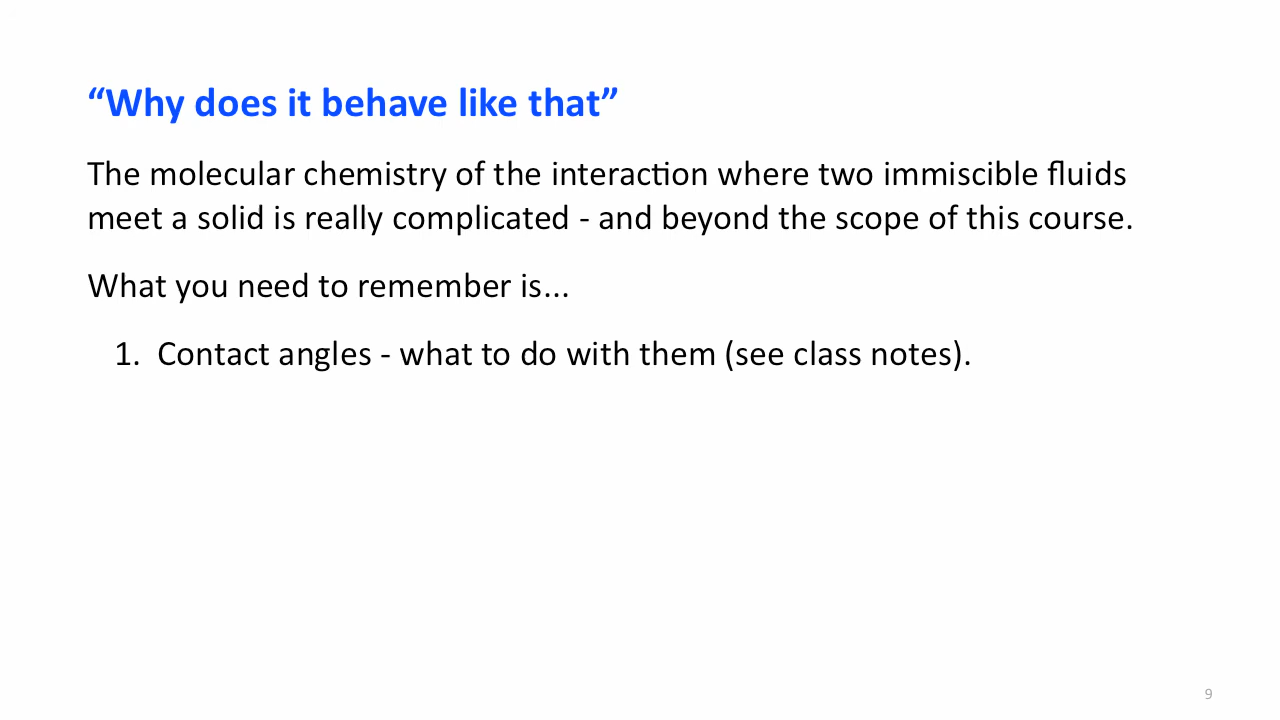 “Why does it behave like that”
The molecular chemistry of the interaction where two immiscible fluids
meet a solid is really complicated - and beyond the scope of this course.
What you need to remember is...
1. Contact angles - what to do with them (see class notes).
9